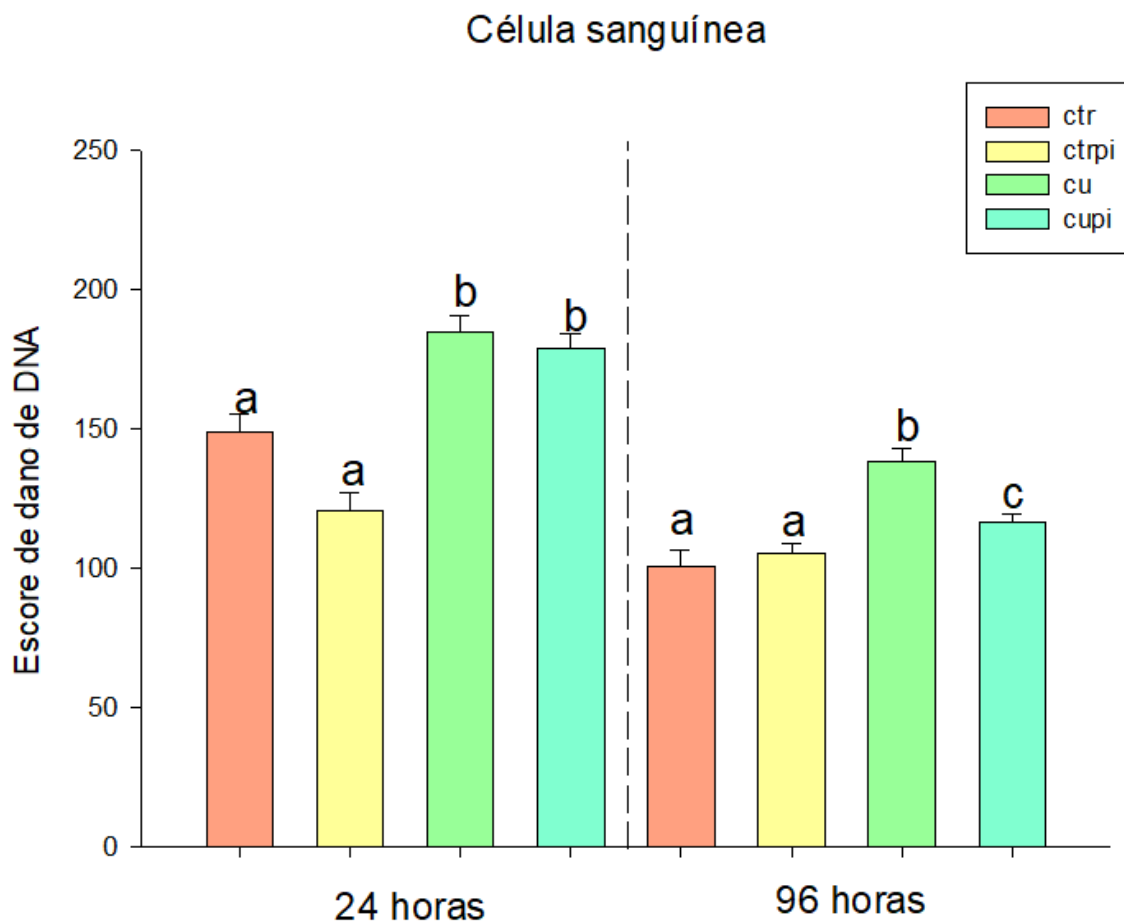 Célula sanguínea
ctr
ctrpi
cu
cupi
Escore de dano de DNA
250
200
150
100
50
0
a
a
b
b
a
a
b
c
24 horas
96 horas